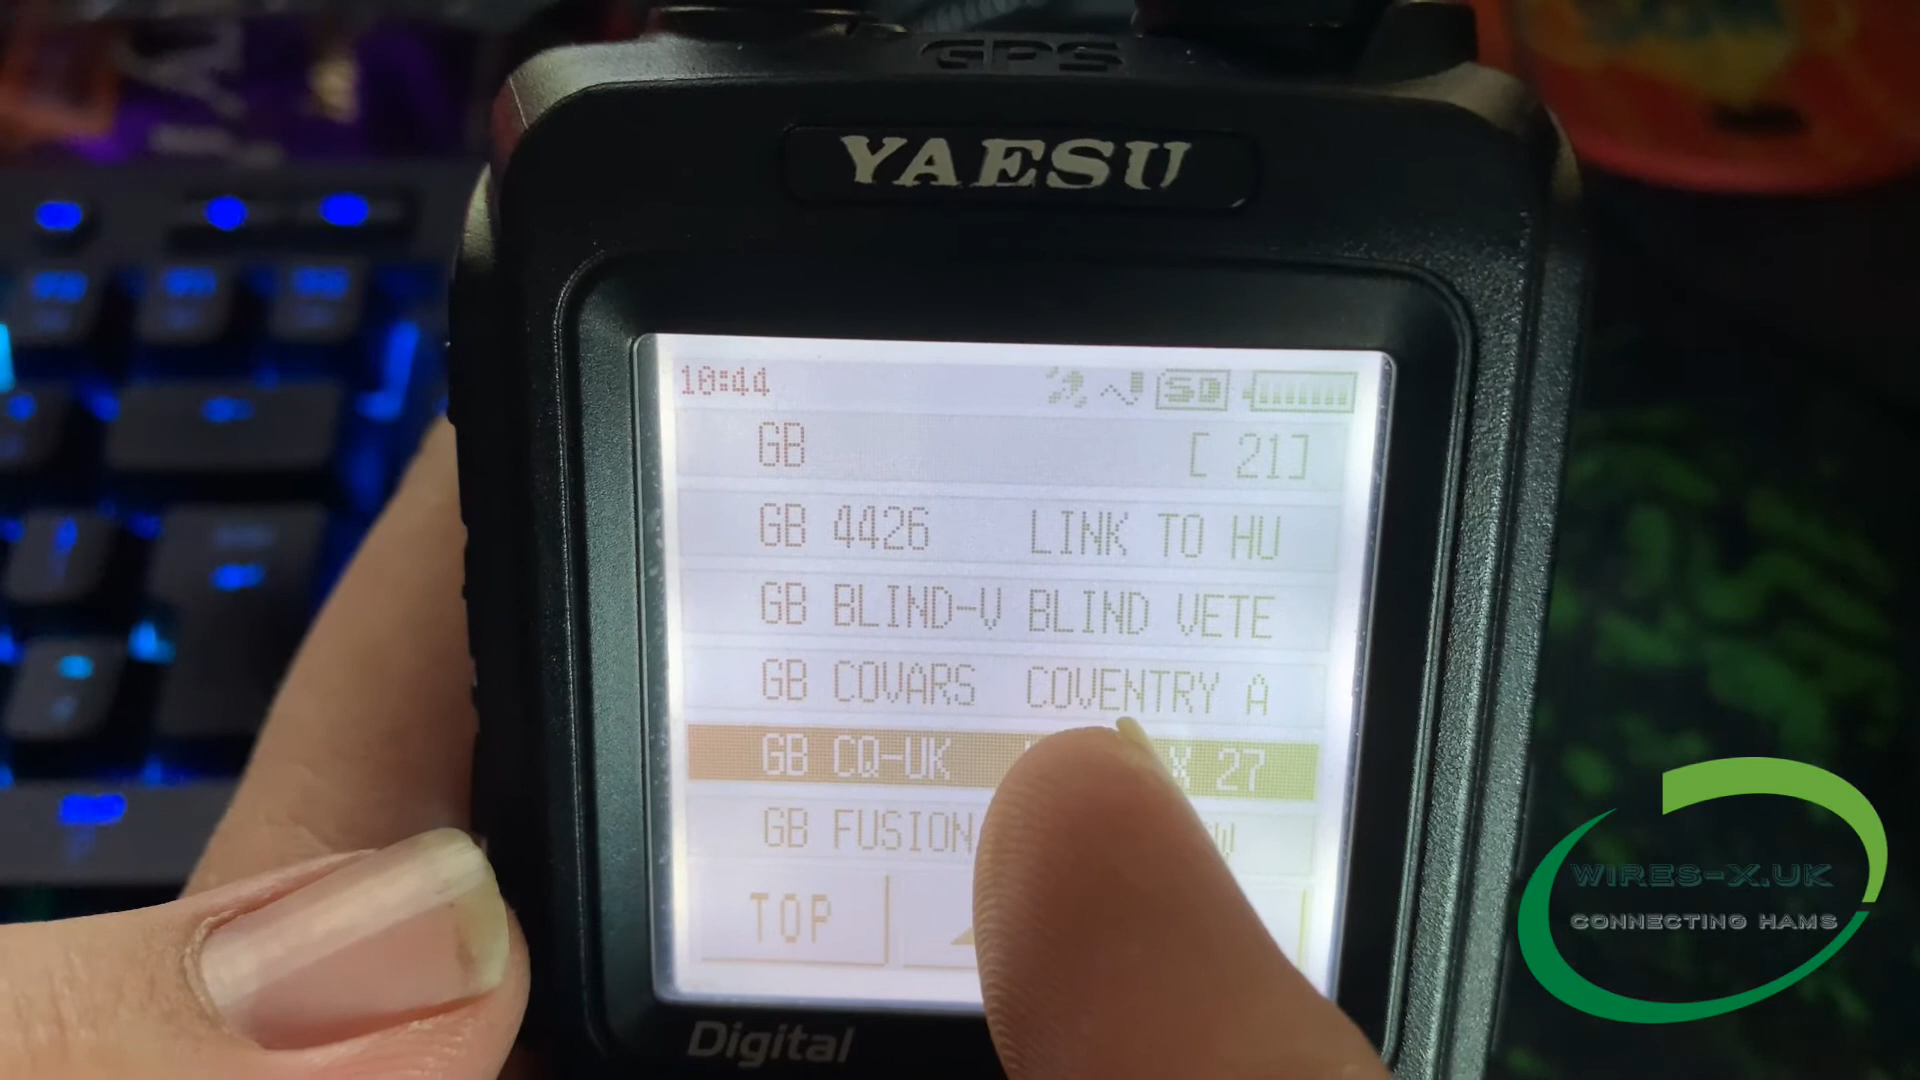 GPS
YAESU
10:44 SD
GB [ 21]
GB 4426 LINK TO HU
GB BLIND-V BLIND VETE
GB COVARS COVENTRY A
GB CQ-UK X 27
GB FUSION
TOP
Digital
WIRES-X.UK
CONNECTING HAMS